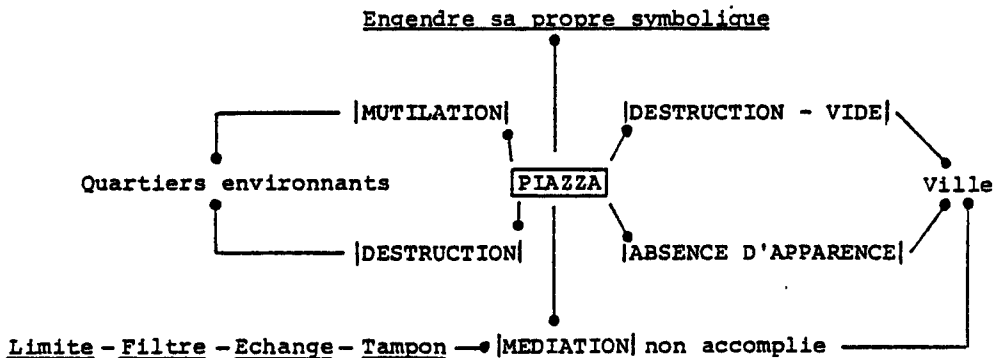 Engendre sa propre symbolique
|MUTILATION| |DESTRUCTION - VIDE|
Quartiers environnants PIAZZA Ville
|DESTRUCTION| |ABSENCE D'APPARENCE|
Limite - Filtre - Echange - Tampon |MEDIATION| non accomplie